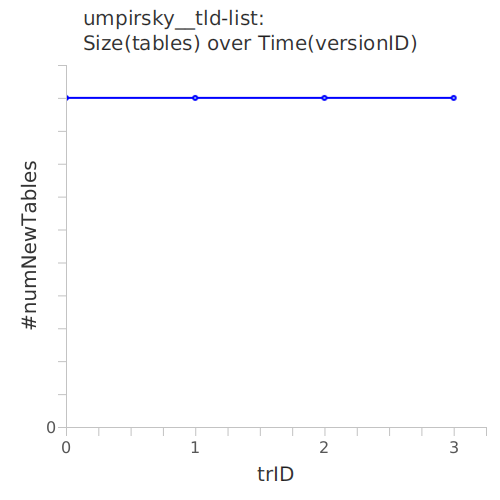 umpirsky__tld-list:
Size(tables) over Time(versionID)
#numNewTables
0
0
1
2
3
trID